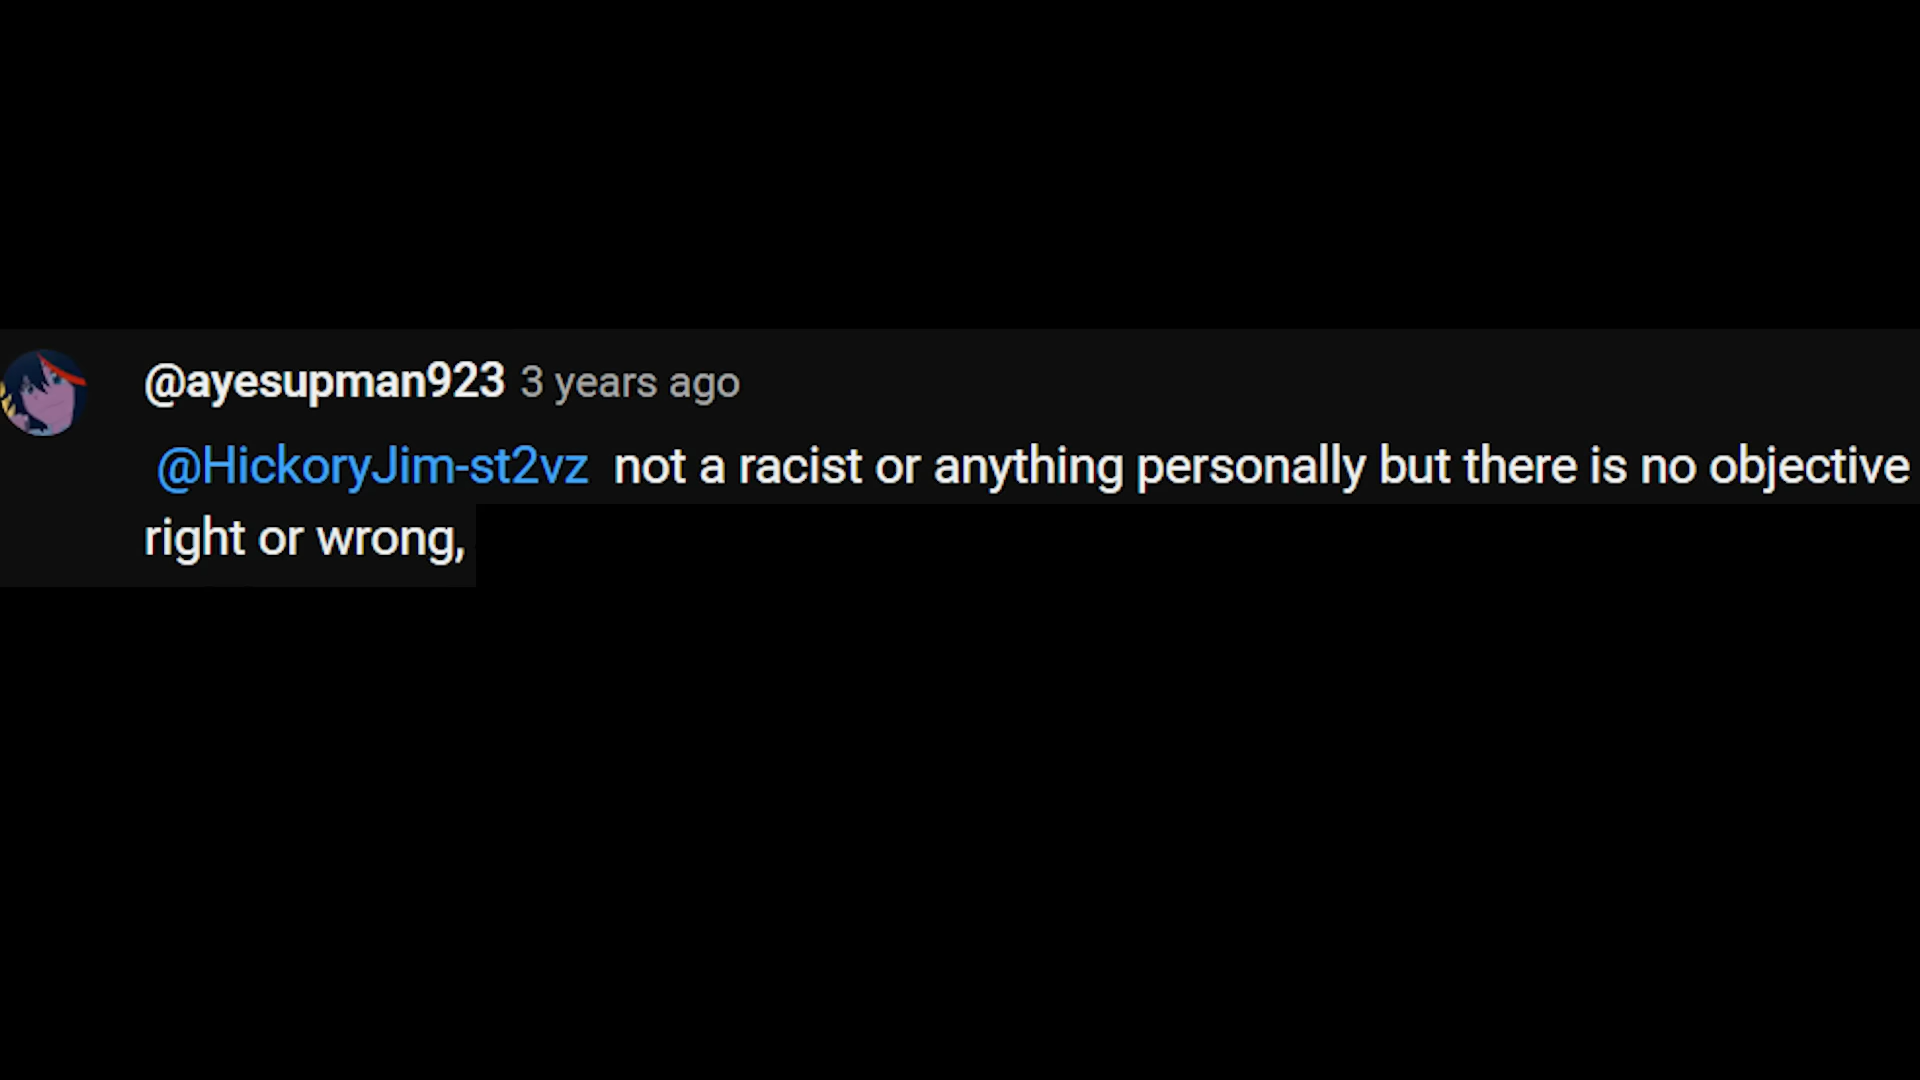 @ayesupman923 3 years ago
@HickoryJim-st2vz not a racist or anything personally but there is no objective
right or wrong,